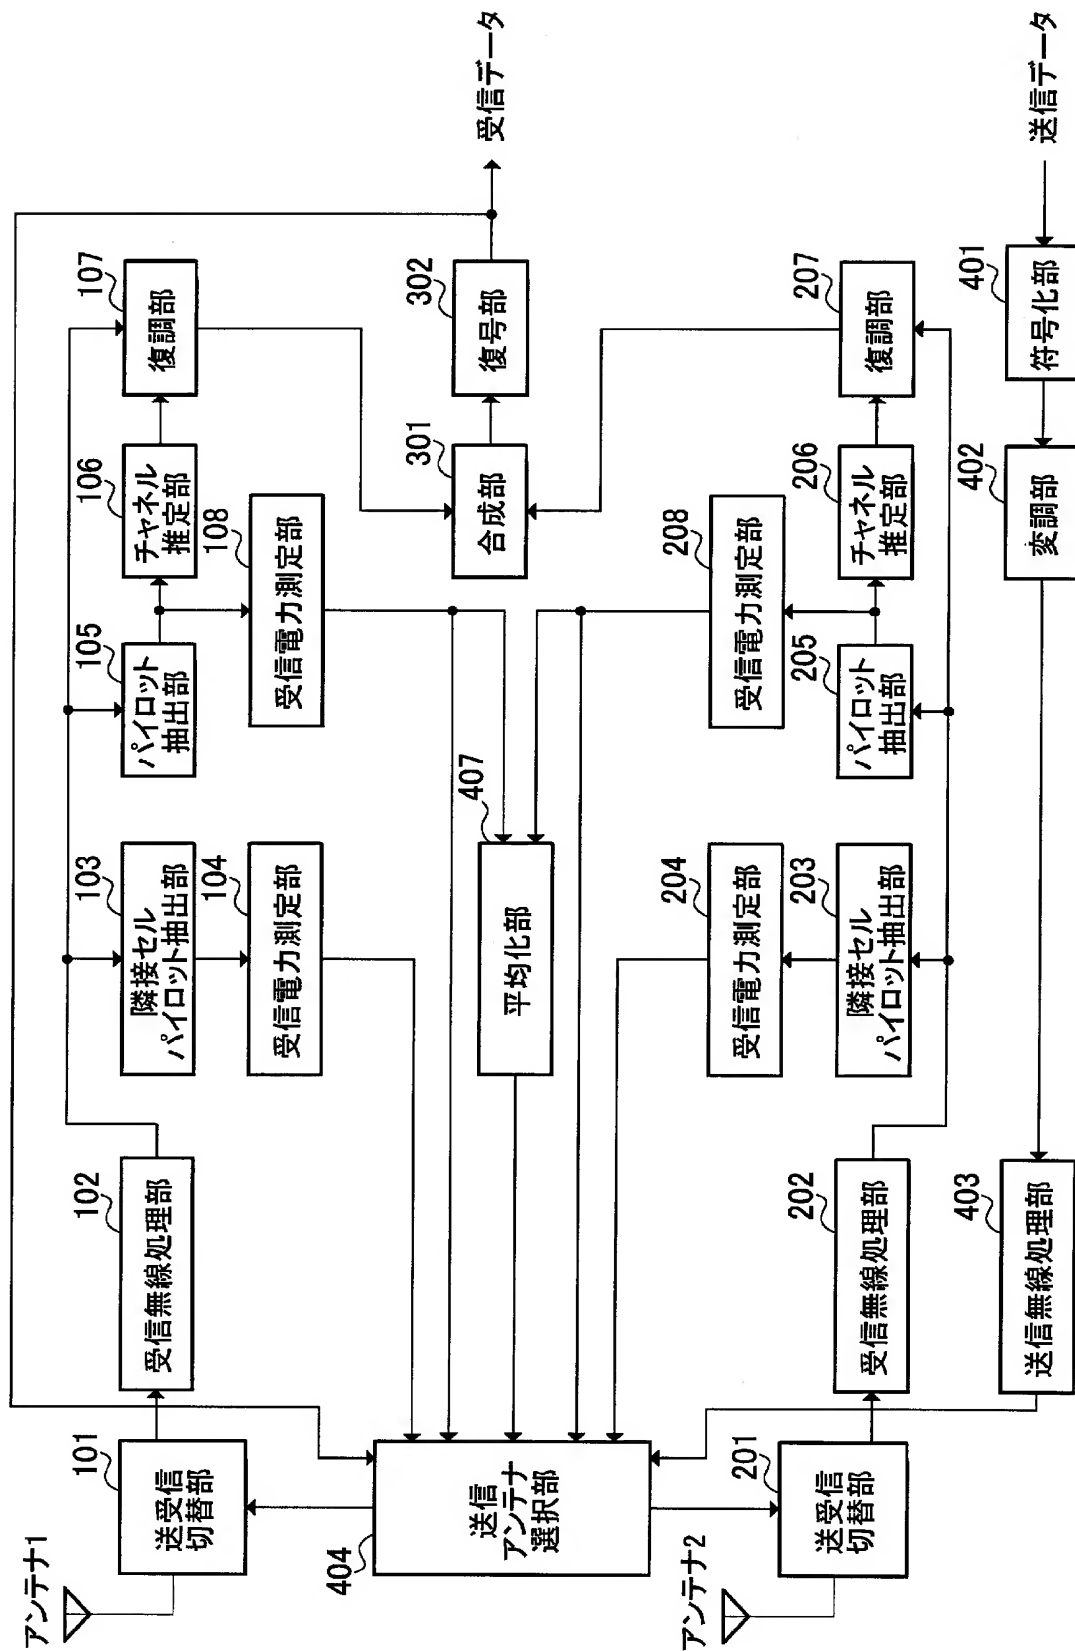 アンテナ1
101
送受信
切替部
102
受信無線処理部
103
隣接セル
パイロット抽出部
104
受信電力測定部
105
パイロット
抽出部
106
チャネル
推定部
107
復調部
108
受信電力測定部
404
送信
アンテナ
選択部
407
平均化部
301
合成部
302
復号部
受信データ
アンテナ2
201
送受信
切替部
202
受信無線処理部
204
受信電力測定部
203
隣接セル
パイロット抽出部
208
受信電力測定部
205
パイロット
抽出部
206
チャネル
推定部
207
復調部
403
送信無線処理部
402
変調部
401
符号化部
送信データ